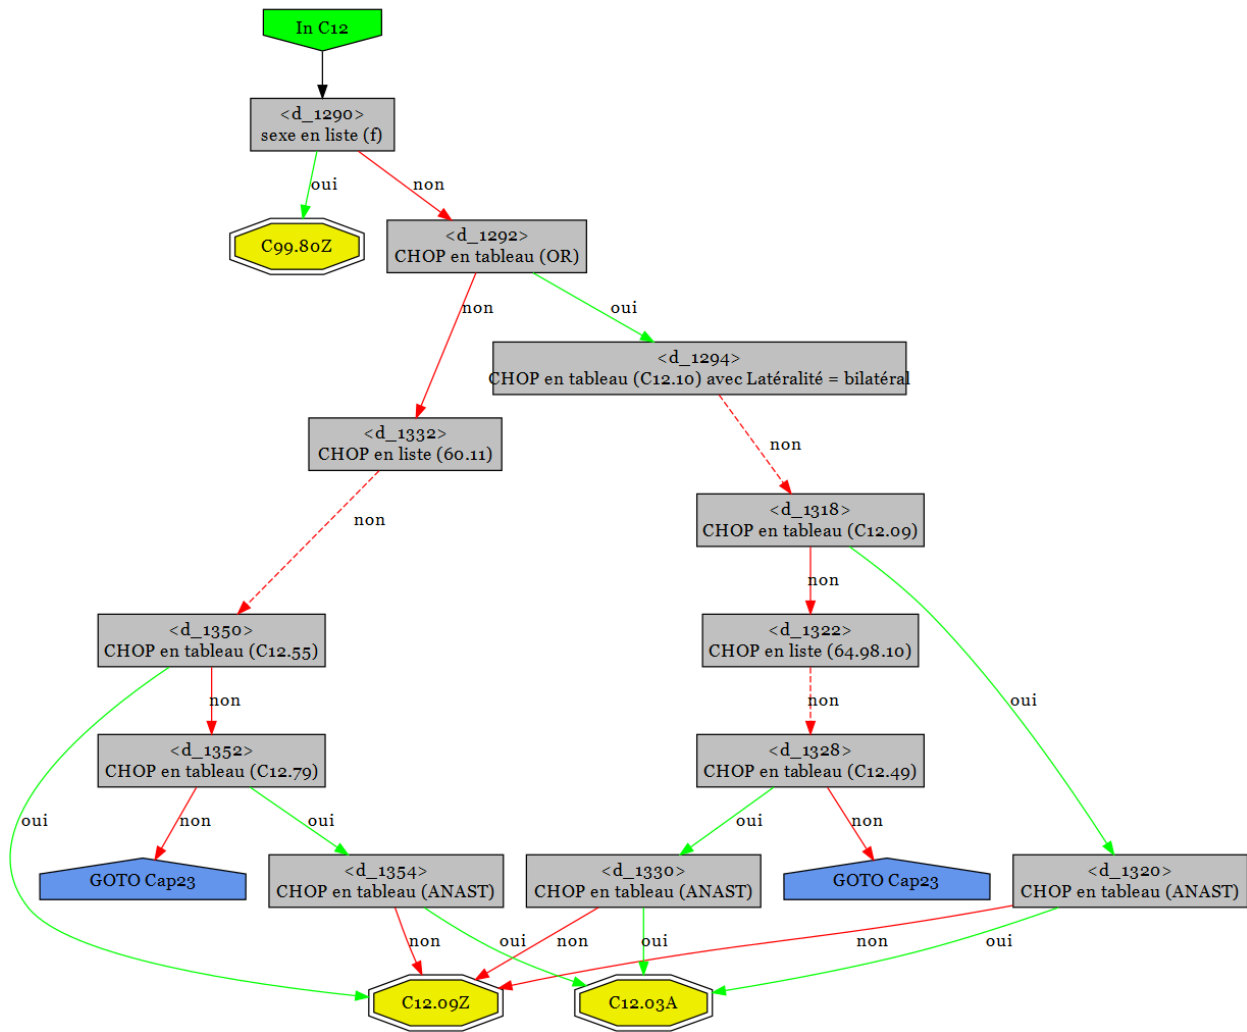 In C12
<d_1290>
sexe en liste (f)
oui
non
C99.80Z
<d_1292>
CHOP en tableau (OR)
non
oui
<d_1294>
CHOP en tableau (C12.10) avec Latéralité = bilatéral
<d_1332>
CHOP en liste (60.11)
non
non
<d_1318>
CHOP en tableau (C12.09)
non
<d_1350>
CHOP en tableau (C12.55)
<d_1322>
CHOP en liste (64.98.10)
non
non
oui
<d_1352>
CHOP en tableau (C12.79)
<d_1328>
CHOP en tableau (C12.49)
oui
non
oui
oui
non
GOTO Cap23
<d_1354>
CHOP en tableau (ANAST)
<d_1330>
CHOP en tableau (ANAST)
GOTO Cap23
<d_1320>
CHOP en tableau (ANAST)
non
oui
non
oui
non
oui
C12.09Z
C12.03A